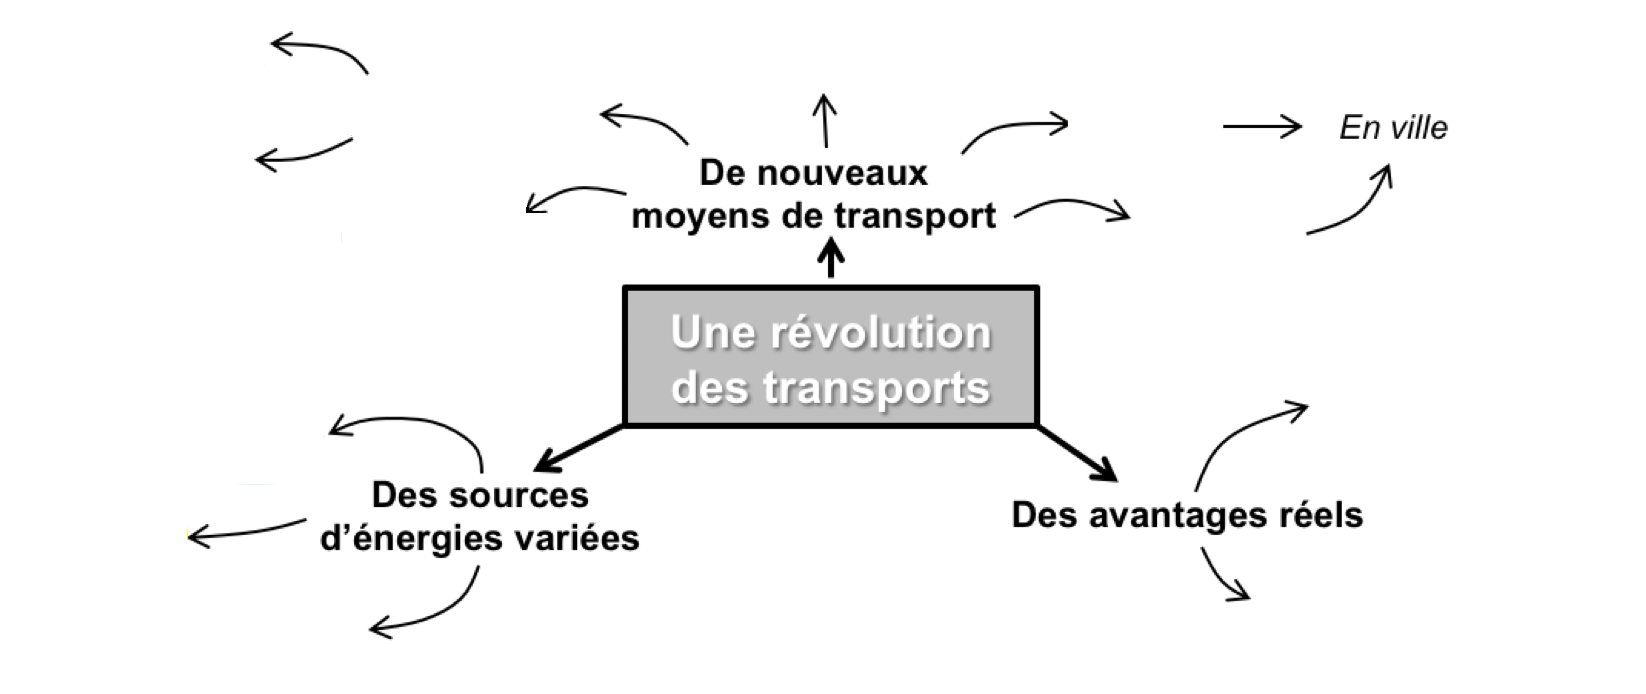 En ville
De nouveaux
moyens de transport
Une révolution
des transports
Des sources
d’énergies variées
Des avantages réels